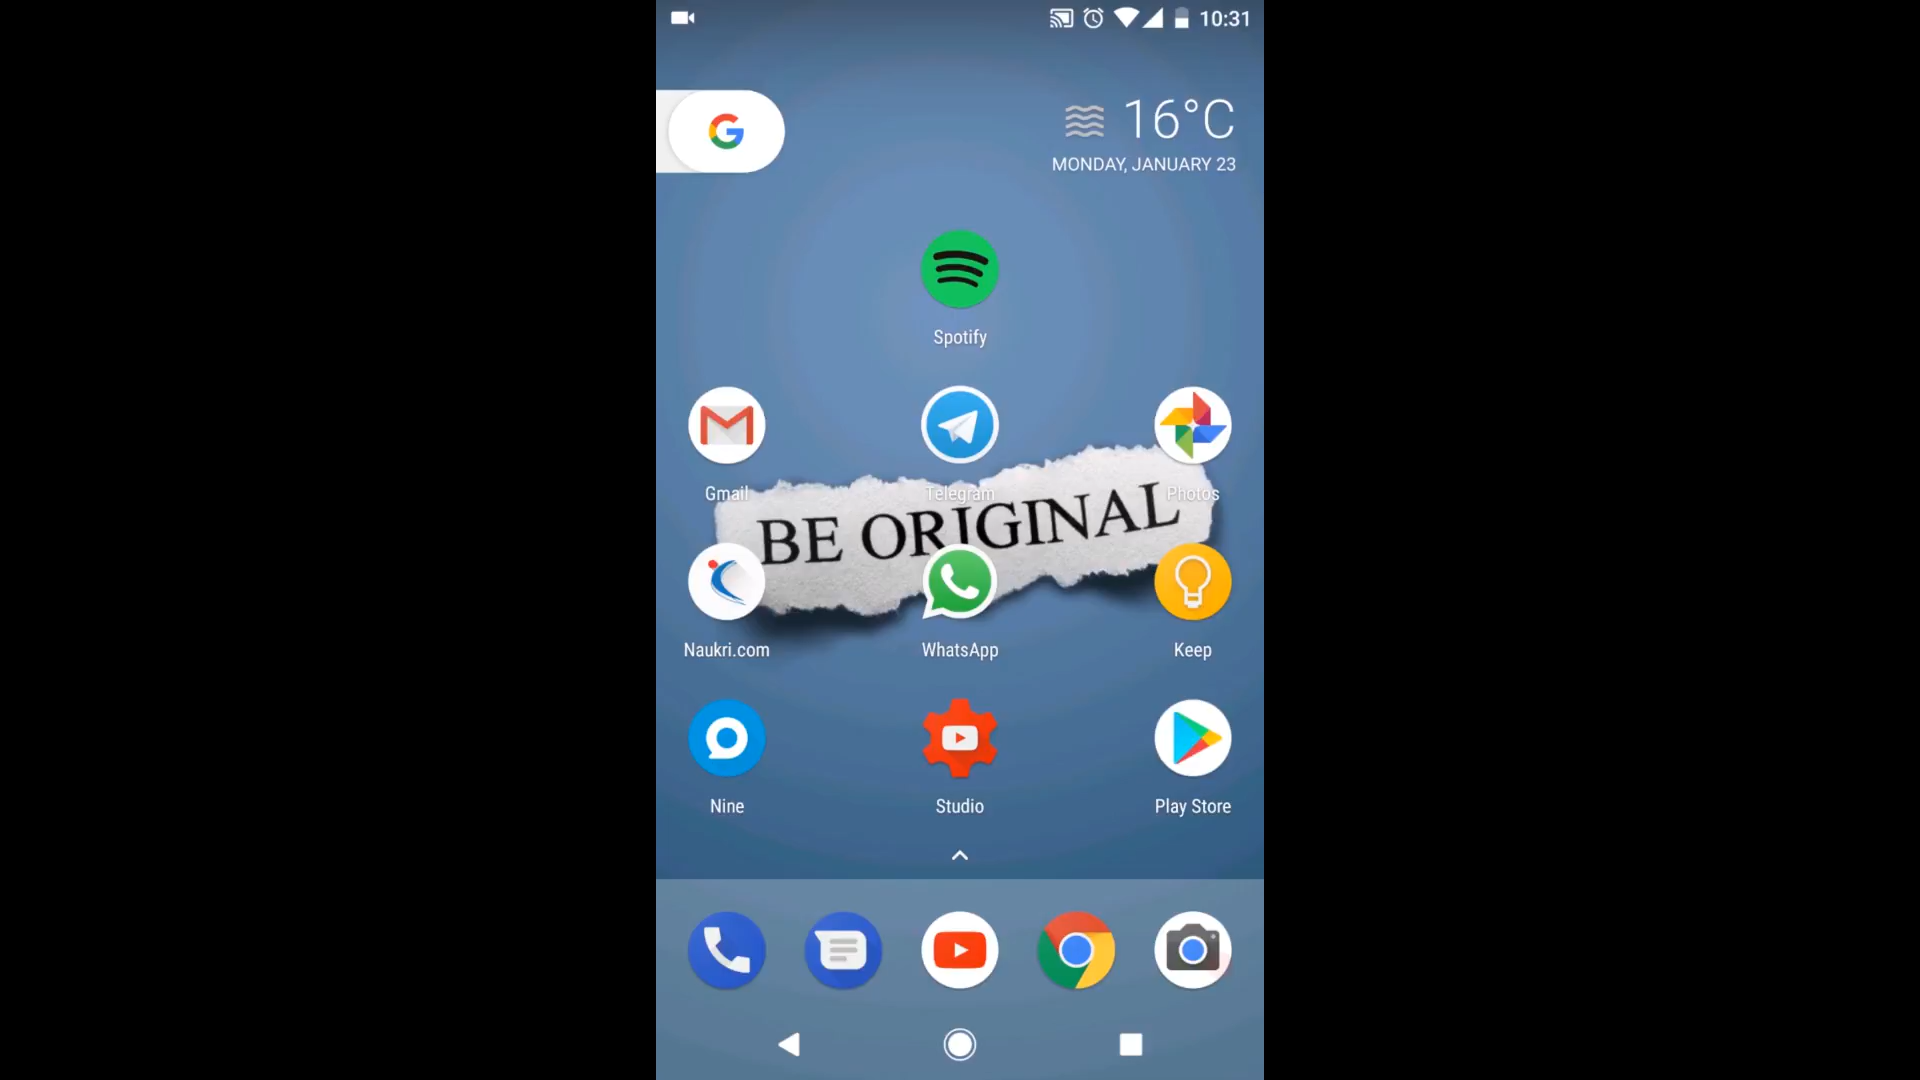 10:31
G
16°C
MONDAY, JANUARY 23
Spotify
Gmail
Telegram
Photos
BE ORIGINAL
Naukri.com
WhatsApp
Keep
Nine
Studio
Play Store